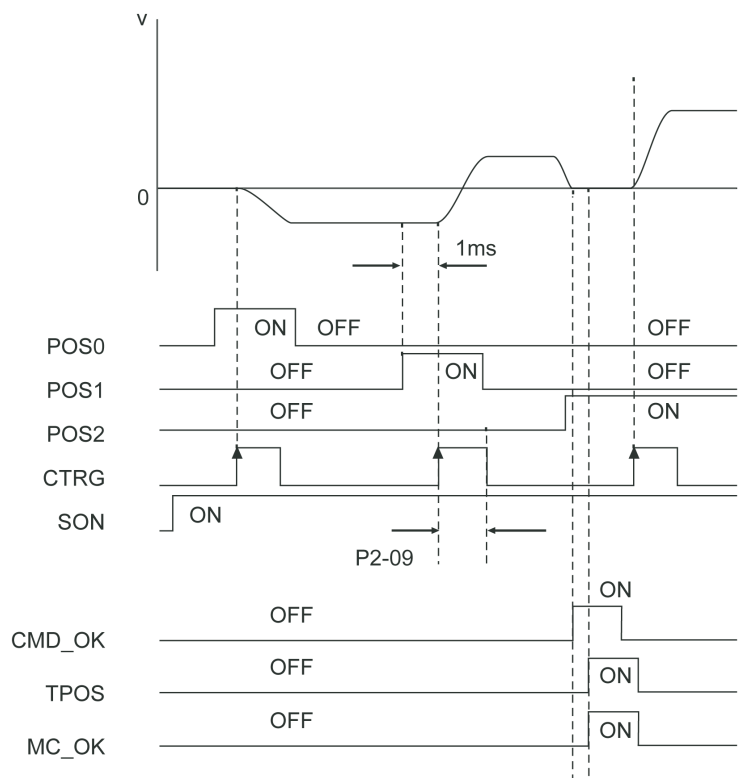 v
0
1ms
POS0 ON OFF OFF
POS1 OFF ON OFF
POS2 OFF ON
CTRG
SON ON
P2-09
CMD_OK OFF ON
TPOS OFF ON
MC_OK OFF ON